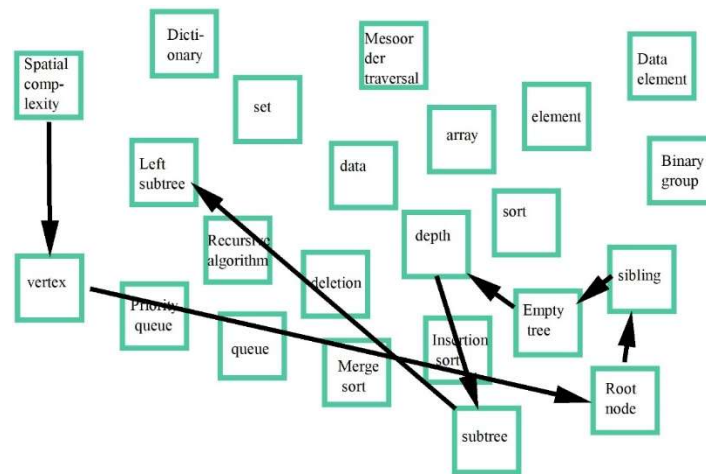 Dicti-
onary
Mesoor
der
traversal
Spatial
comp-
lexity
Data
element
set
element
array
Left
subtree
data
Binary
group
sort
Recursive
algorithm
depth
vertex
deletion
sibling
Priority
queue
Empty
tree
queue
Insertion
sort
Merge
sort
Root
node
subtree